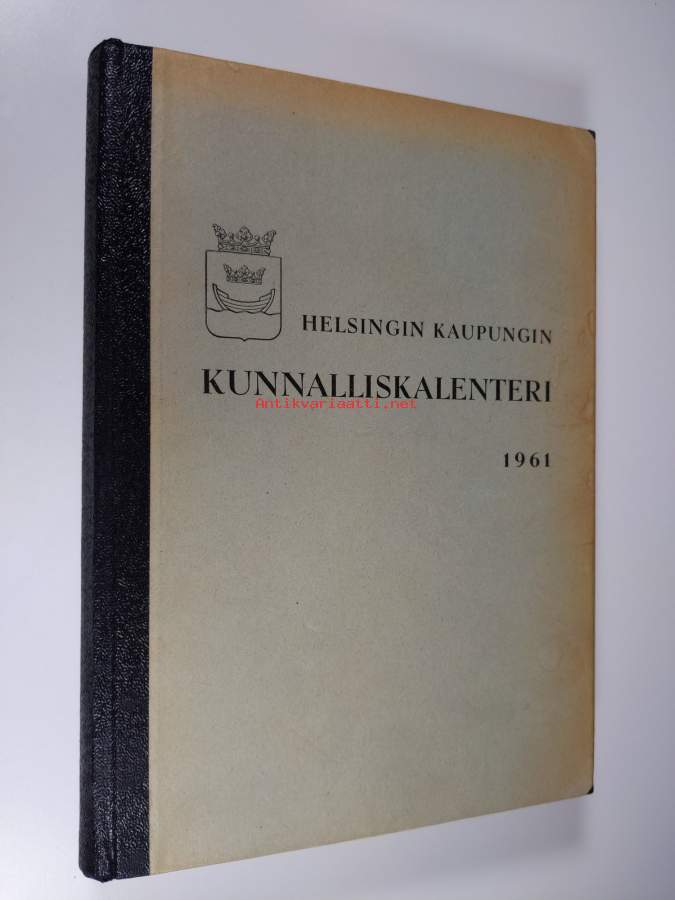 HELSINGIN KAUPUNGIN
KUNNALLISKALENTERI
Antikvariaatti.net
1961